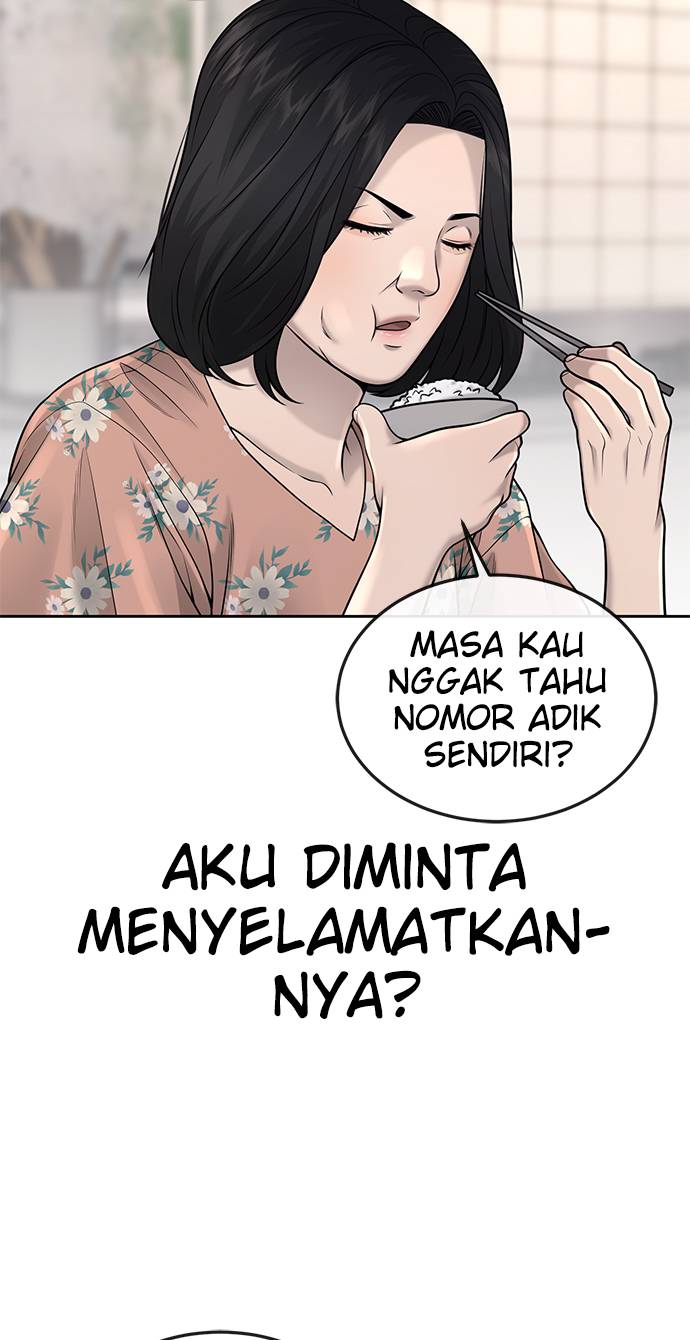 MASA KAU
NGGAK TAHU
NOMOR ADIK
SENDIRI?
AKU DIMINTA
MENYELAMATKAN-
NYA?